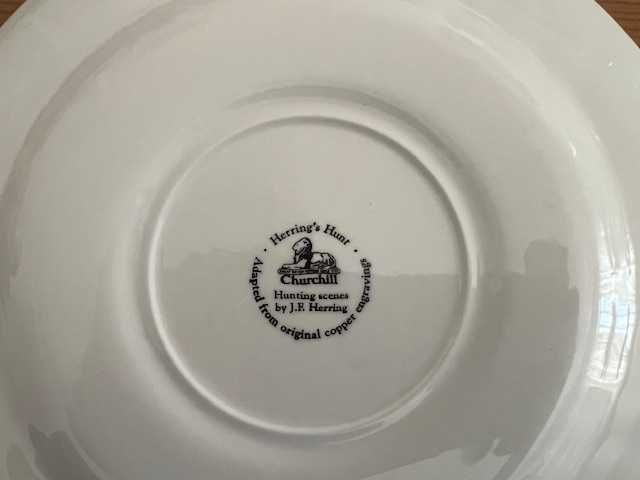 · Herring's Hunt ·
Churchill
Hunting scenes
by J.F. Herring
Adapted from original copper engravings